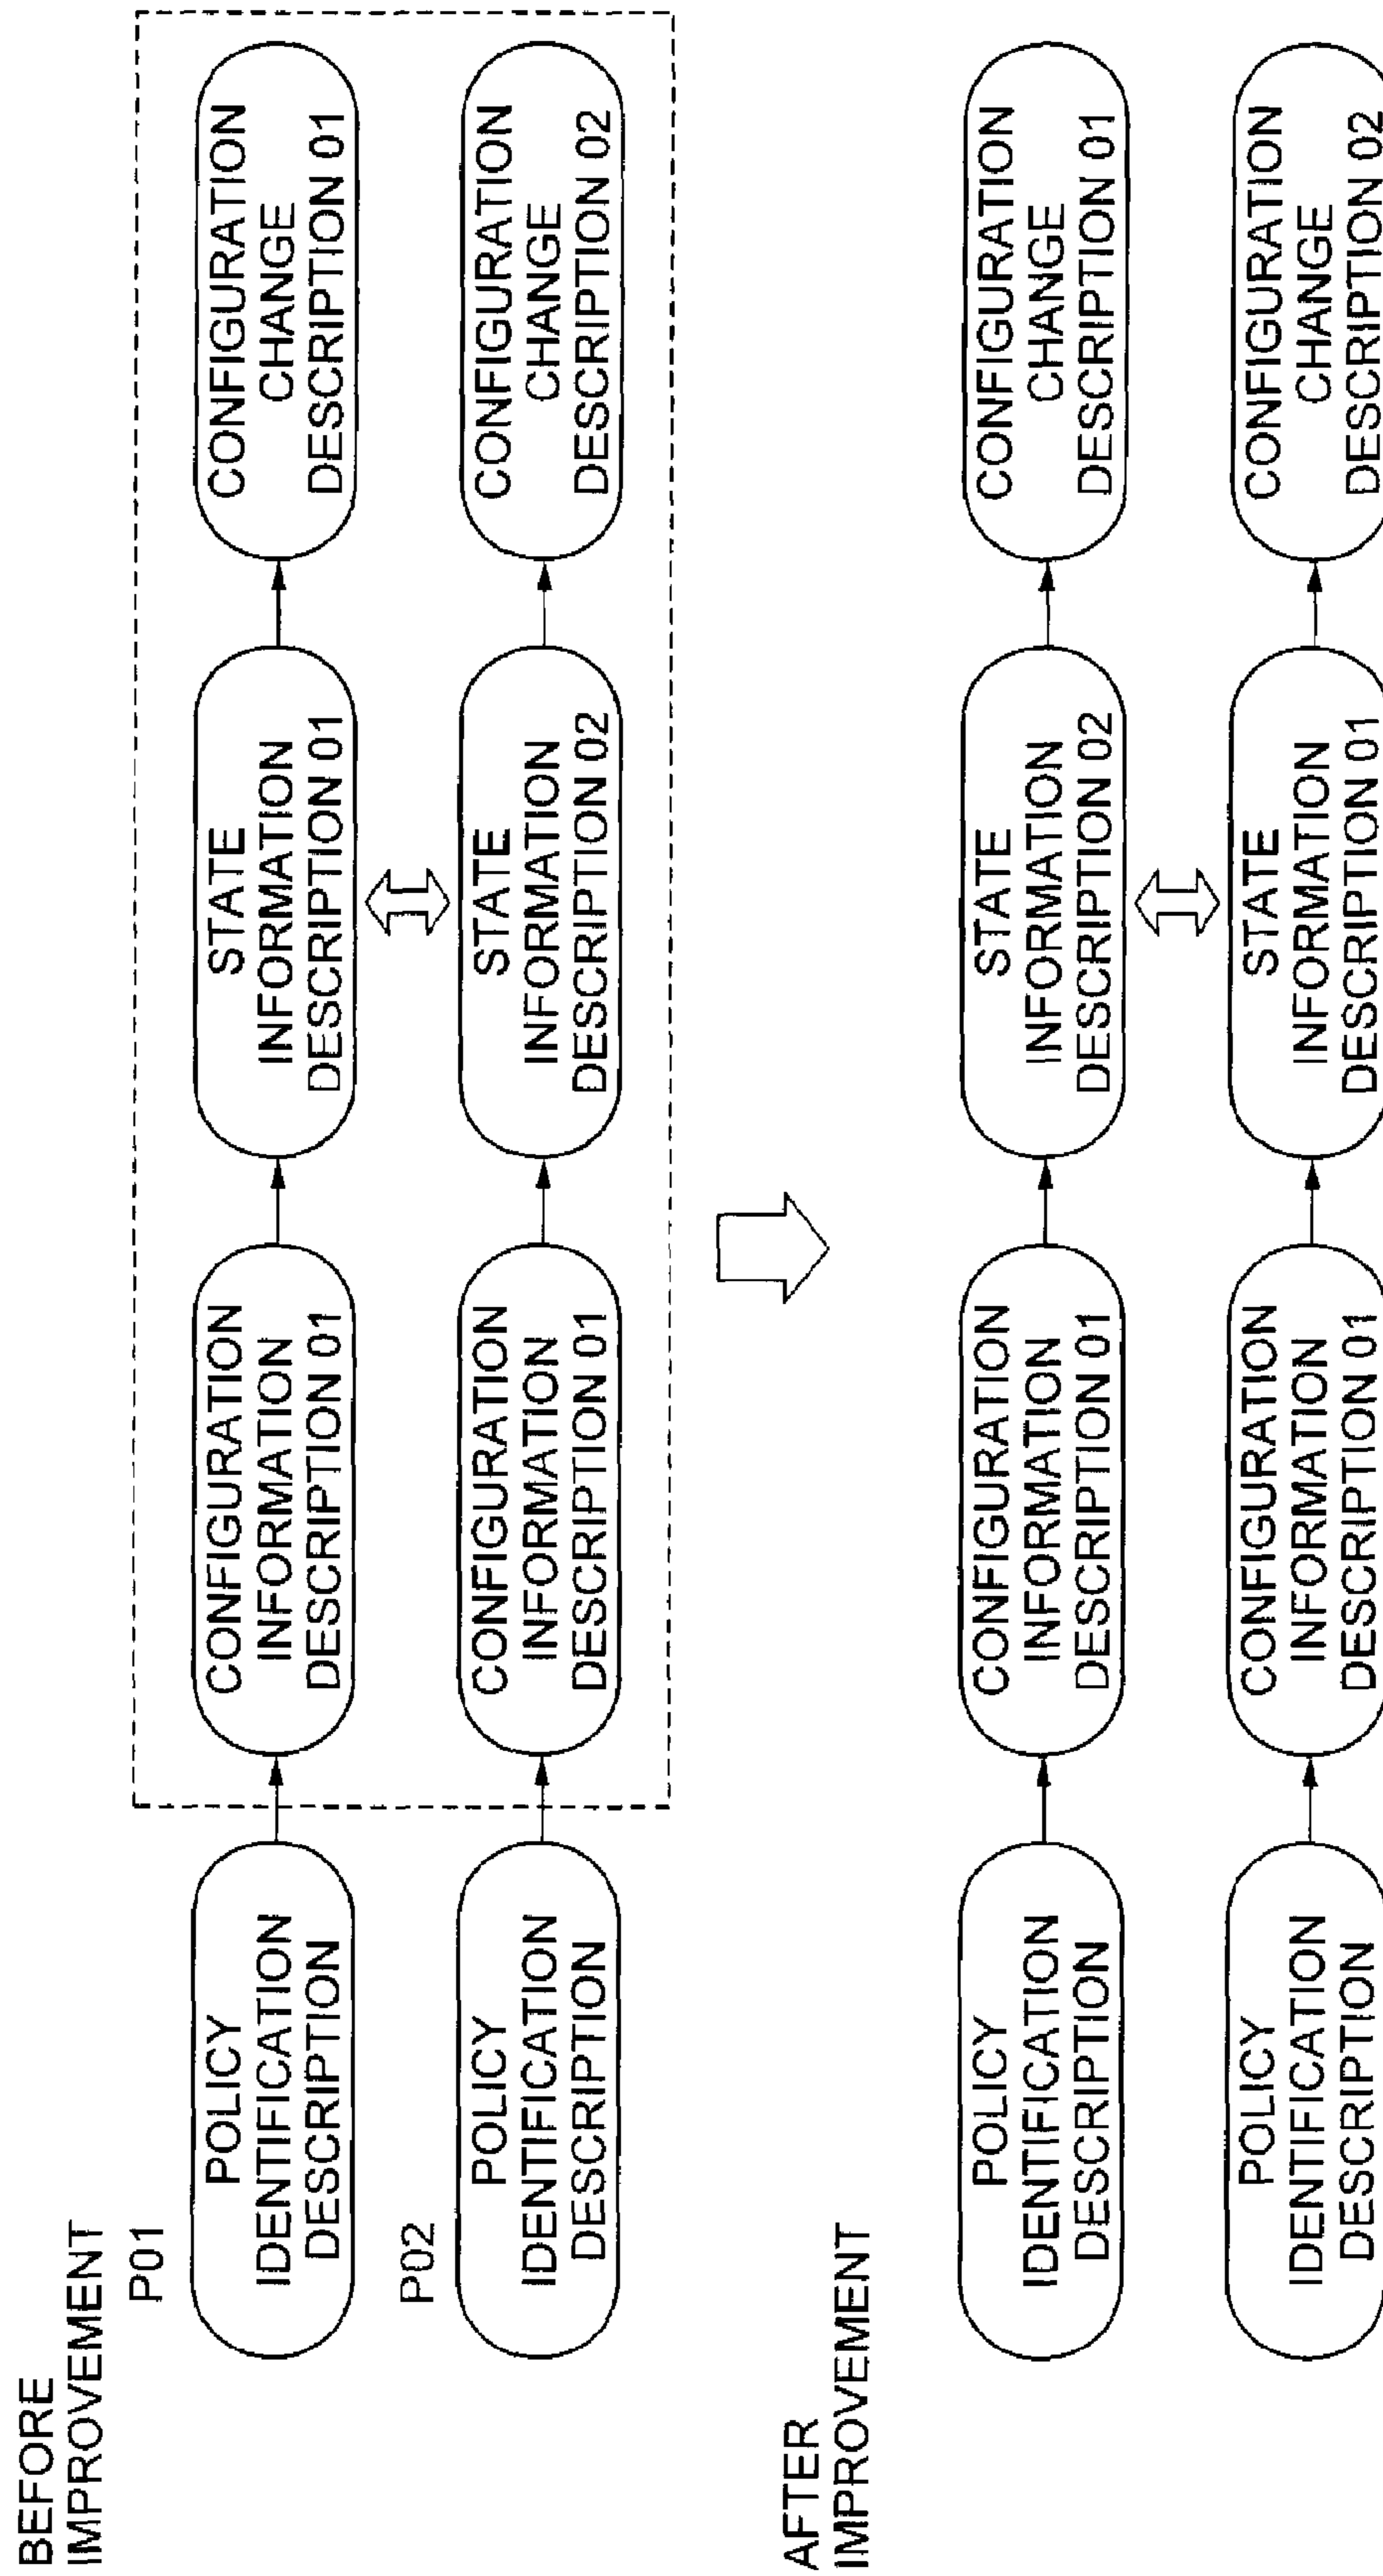 BEFORE
IMPROVEMENT
P01
POLICY
IDENTIFICATION
DESCRIPTION
CONFIGURATION
INFORMATION
DESCRIPTION 01
STATE
INFORMATION
DESCRIPTION 01
CONFIGURATION
CHANGE
DESCRIPTION 01
P02
POLICY
IDENTIFICATION
DESCRIPTION
CONFIGURATION
INFORMATION
DESCRIPTION 01
STATE
INFORMATION
DESCRIPTION 02
CONFIGURATION
CHANGE
DESCRIPTION 02
AFTER
IMPROVEMENT
POLICY
IDENTIFICATION
DESCRIPTION
CONFIGURATION
INFORMATION
DESCRIPTION 01
STATE
INFORMATION
DESCRIPTION 02
CONFIGURATION
CHANGE
DESCRIPTION 01
POLICY
IDENTIFICATION
DESCRIPTION
CONFIGURATION
INFORMATION
DESCRIPTION 01
STATE
INFORMATION
DESCRIPTION 01
CONFIGURATION
CHANGE
DESCRIPTION 02